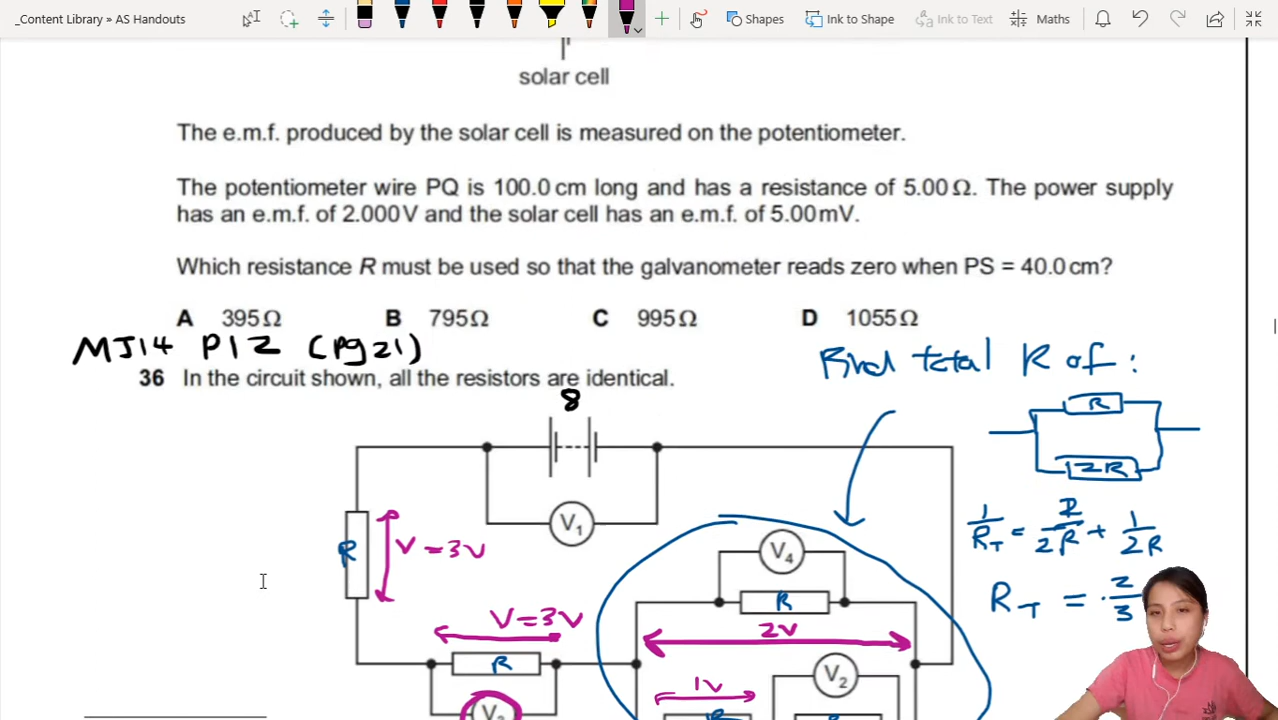 _Content Library » AS Handouts
Shapes
Ink to Shape
Ink to Text
Maths
solar cell
The e.m.f. produced by the solar cell is measured on the potentiometer.
The potentiometer wire PQ is 100.0 cm long and has a resistance of 5.00 Ω. The power supply
has an e.m.f. of 2.000 V and the solar cell has an e.m.f. of 5.00 mV.
Which resistance R must be used so that the galvanometer reads zero when PS = 40.0 cm?
A 395 Ω B 795 Ω C 995 Ω D 1055 Ω
MJ14 P12 (pg21)
Find total R of :
36 In the circuit shown, all the resistors are identical.
8
R
2R
V1
1/RT = 2/2R + 1/2R
R
V = 3V
V4
R
RT = 2/3
V = 3V
2V
R
V2
1V